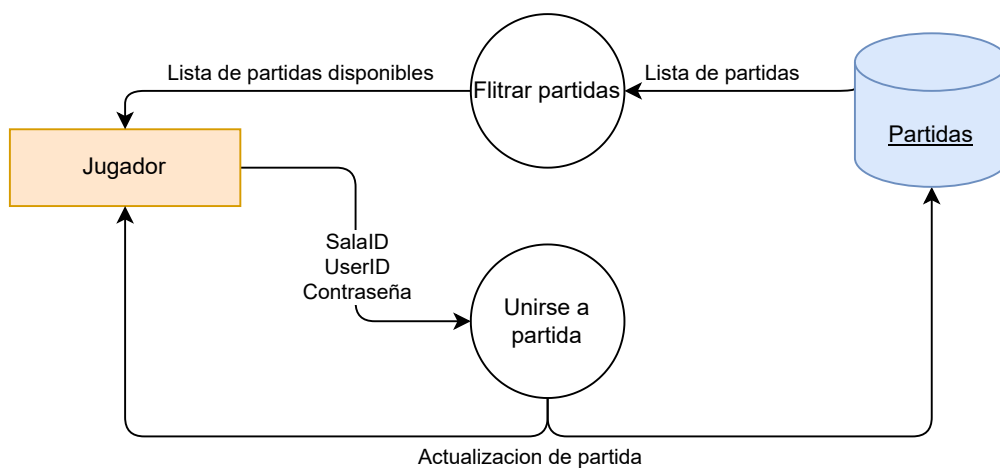 Lista de partidas disponibles
Flitrar partidas
Lista de partidas
Partidas
Jugador
SalaID
UserID
Contraseña
Unirse a
partida
Actualizacion de partida